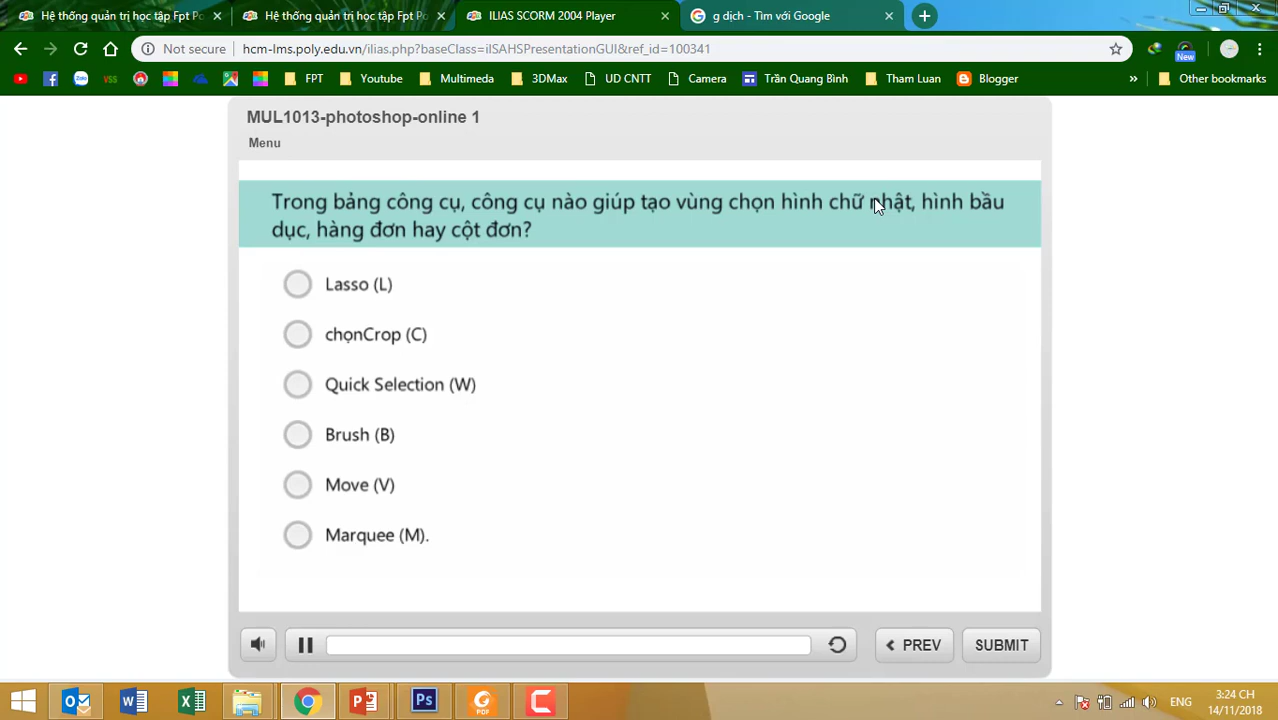 Hệ thống quản trị học tập Fpt Po
Hệ thống quản trị học tập Fpt Po
ILIAS SCORM 2004 Player
g dịch - Tìm với Google
Not secure
hcm-lms.poly.edu.vn/ilias.php?baseClass=ilSAHSPresentationGUI&ref_id=100341
New
Zalo
VSS
FPT
Youtube
Multimeda
3DMax
UD CNTT
Camera
Trần Quang Bình
Tham Luan
Blogger
»
Other bookmarks
MUL1013-photoshop-online 1
Menu
Trong bảng công cụ, công cụ nào giúp tạo vùng chọn hình chữ nhật, hình bầu
dục, hàng đơn hay cột đơn?
Lasso (L)
chọnCrop (C)
Quick Selection (W)
Brush (B)
Move (V)
Marquee (M).
PREV
SUBMIT
Ps
PDF
ENG
3:24 CH
14/11/2018